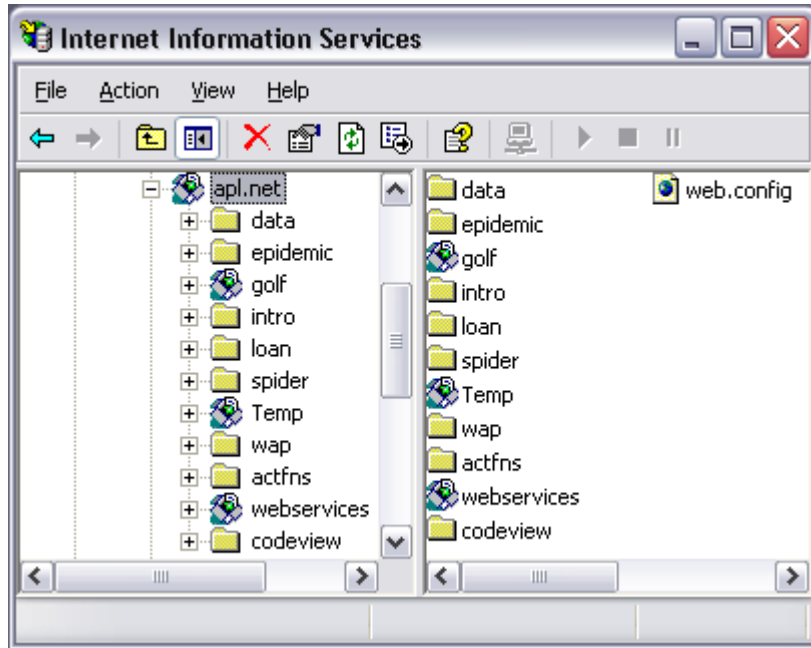 Internet Information Services
File Action View Help
apl.net
data
epidemic
golf
intro
loan
spider
Temp
wap
actfns
webservices
codeview
data
epidemic
golf
intro
loan
spider
Temp
wap
actfns
webservices
codeview
web.config